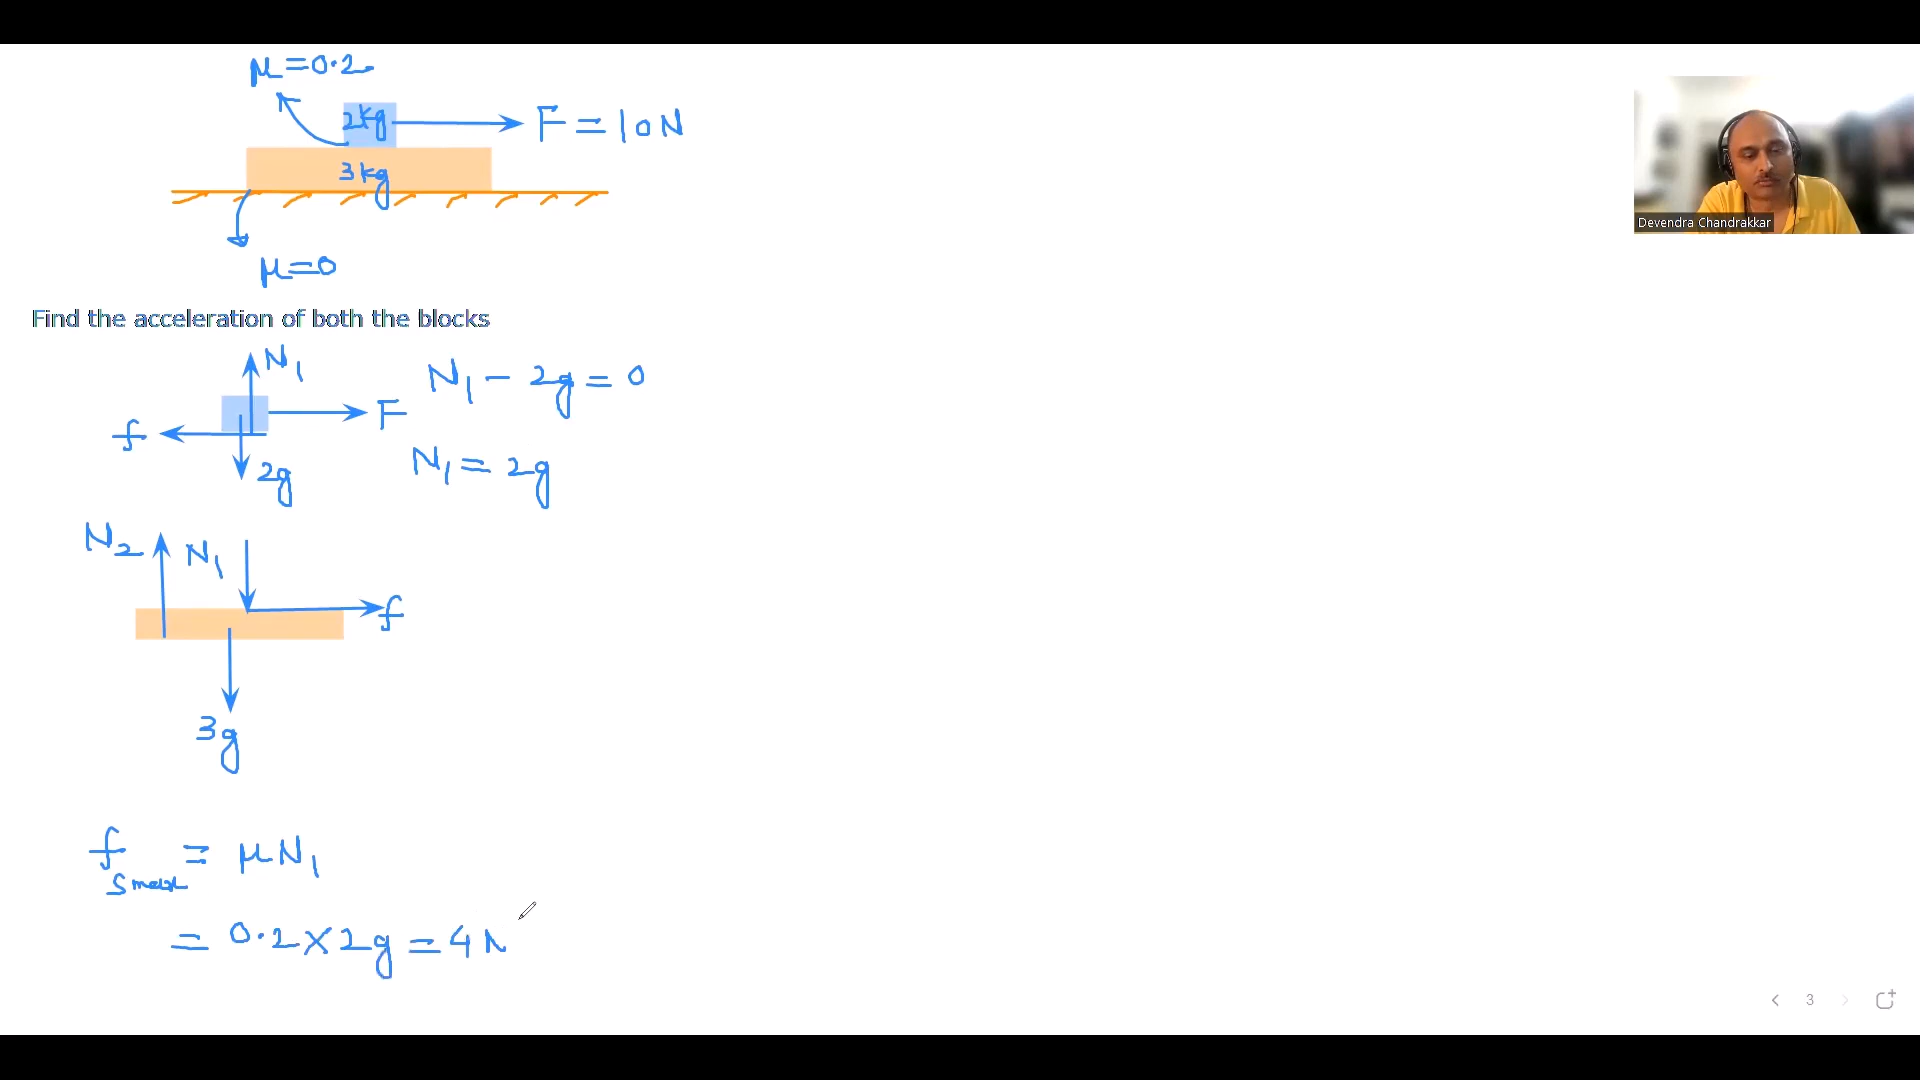 μ=0.2
2kg
F = 10N
3kg
μ=0
Devendra Chandrakkar
Find the acceleration of both the blocks
N1
F
f
2g
N1 - 2g = 0
N1 = 2g
N2
N1
f
3g
fsmax = μN1
= 0.2×2g = 4N
3